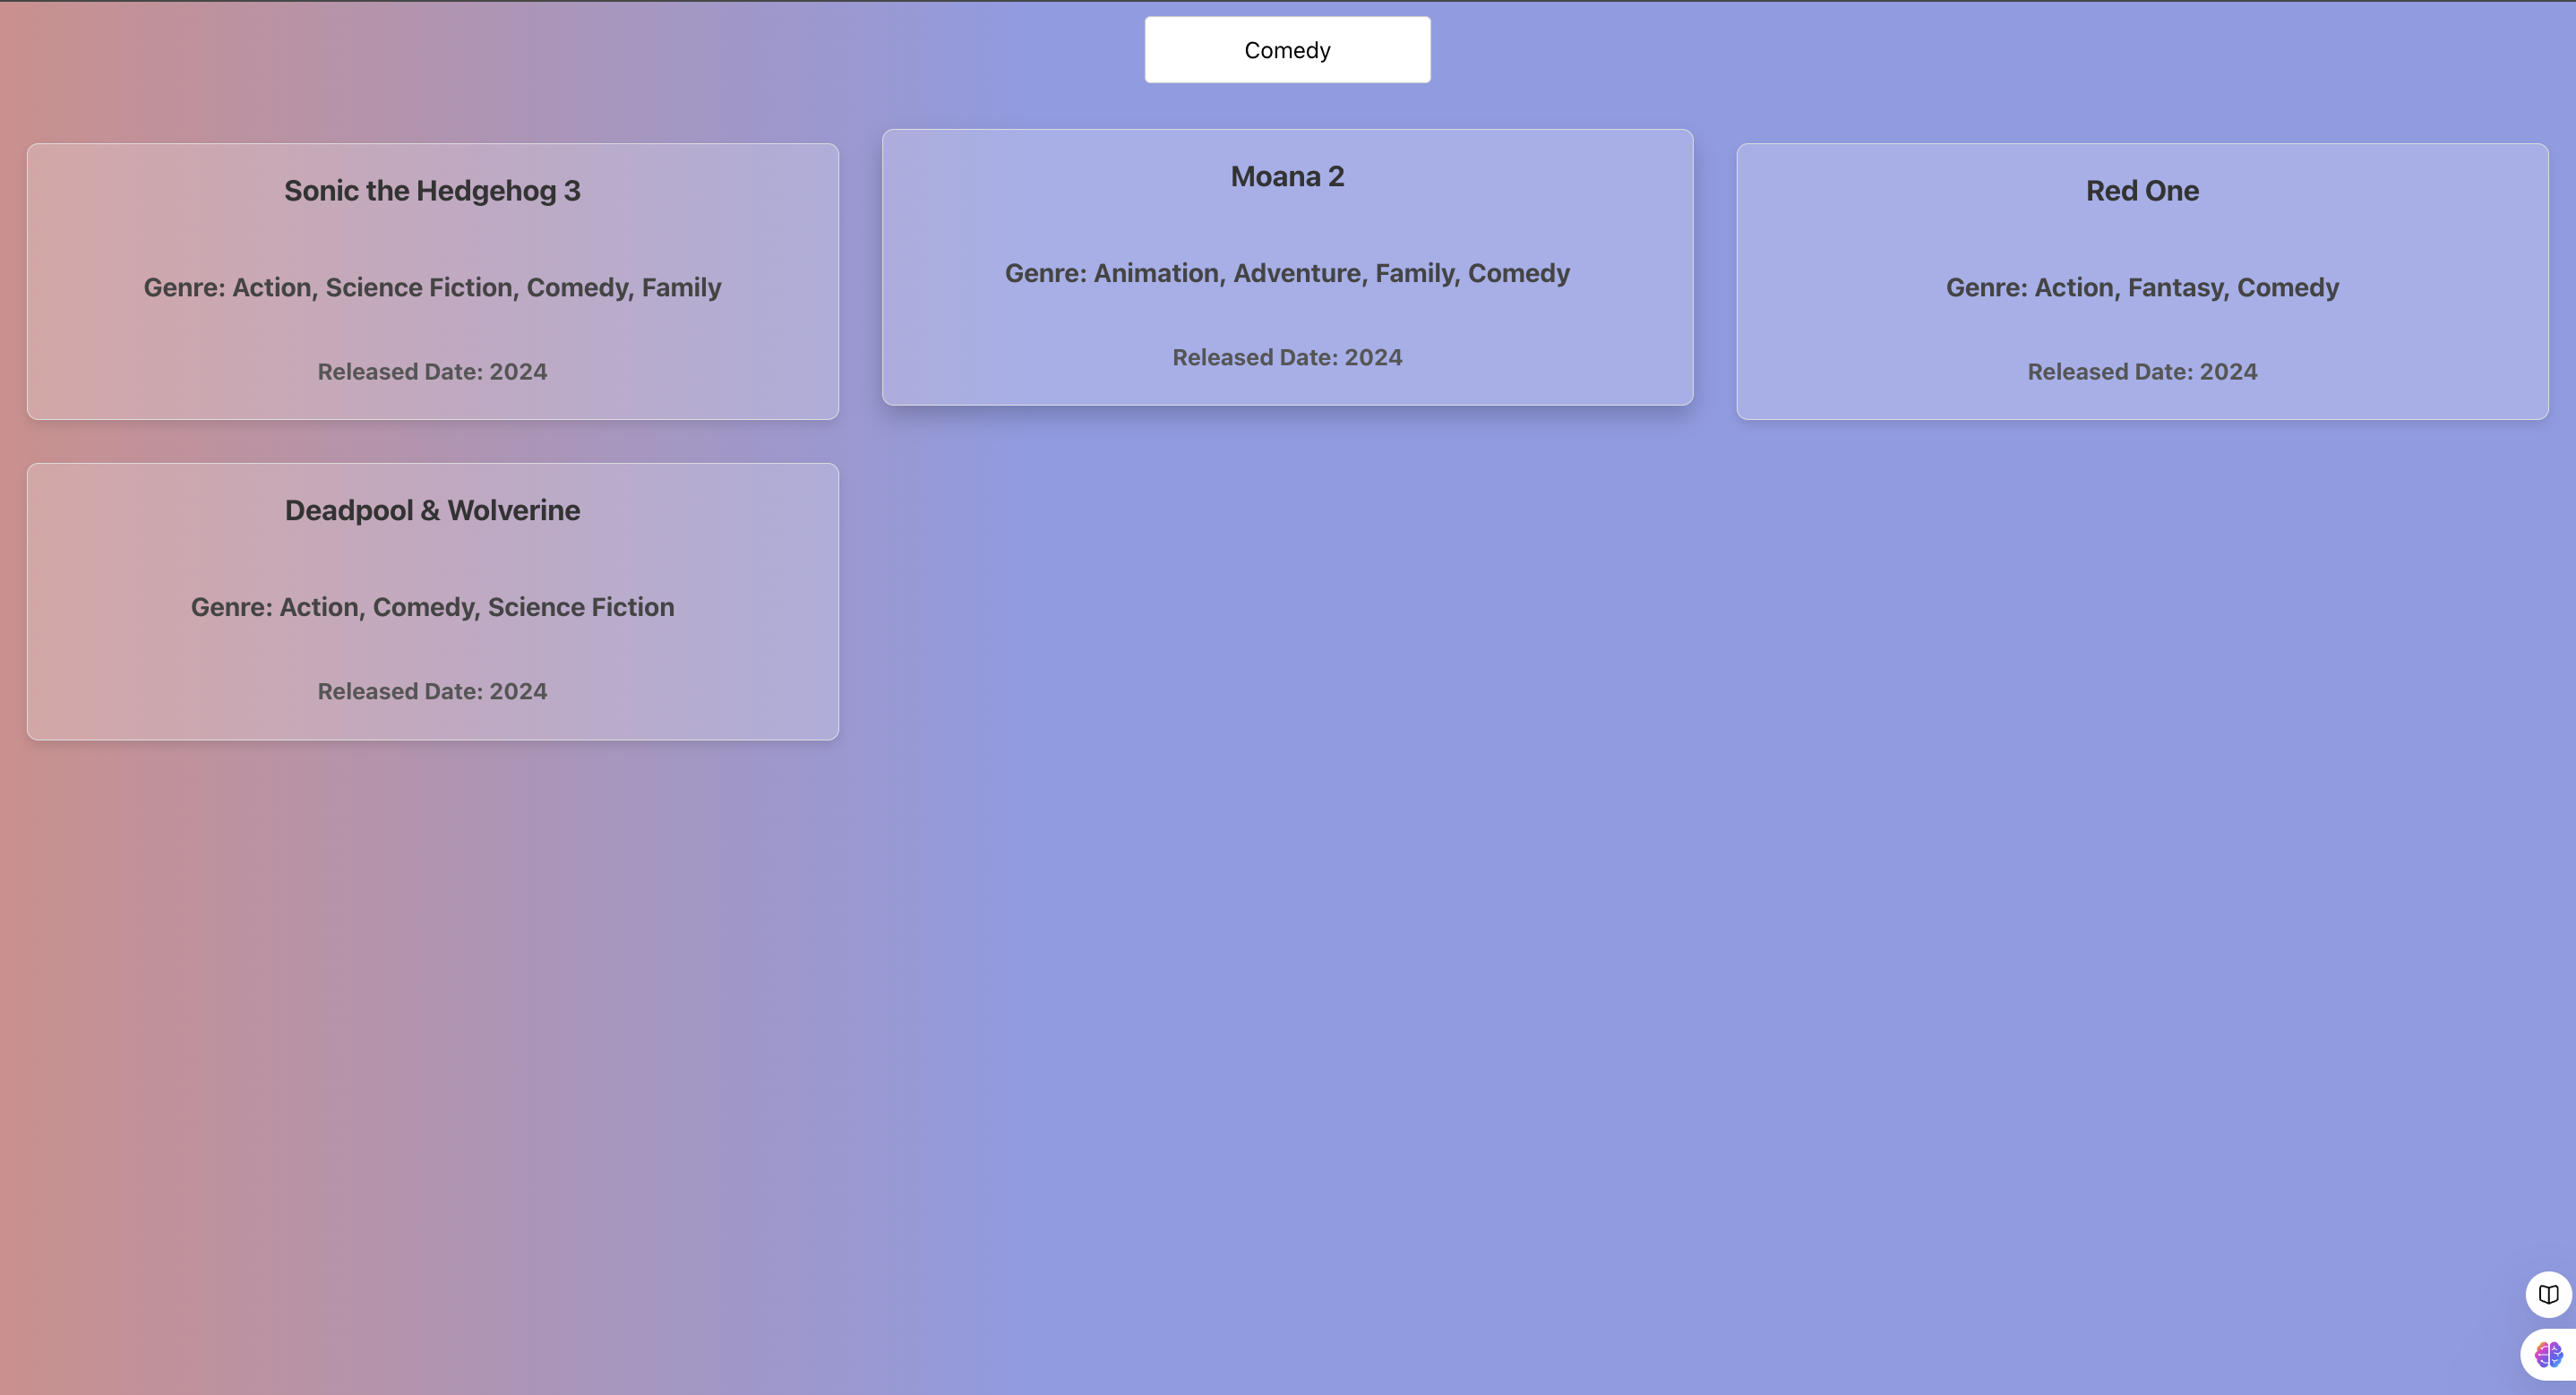 Comedy
Sonic the Hedgehog 3
Genre: Action, Science Fiction, Comedy, Family
Released Date: 2024
Moana 2
Genre: Animation, Adventure, Family, Comedy
Released Date: 2024
Red One
Genre: Action, Fantasy, Comedy
Released Date: 2024
Deadpool & Wolverine
Genre: Action, Comedy, Science Fiction
Released Date: 2024